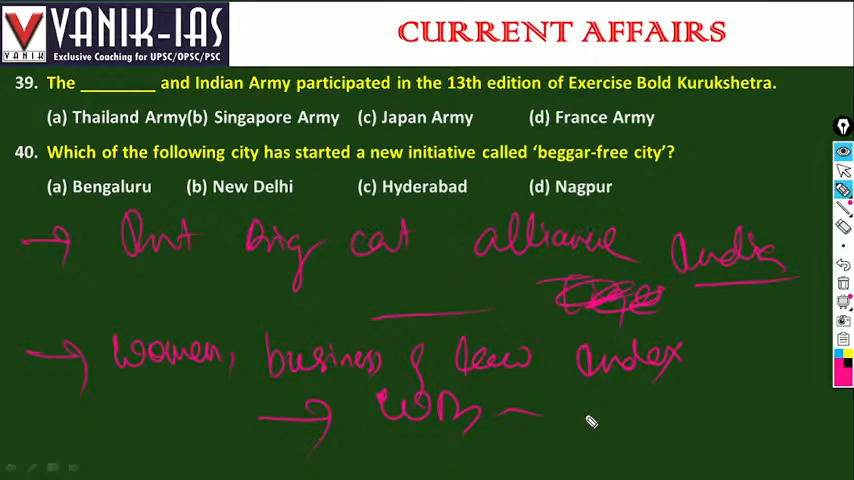 VANIK-IAS
Exclusive Coaching for UPSC/OPSC/PSC
VANIK
CURRENT AFFAIRS
39. The ________ and Indian Army participated in the 13th edition of Exercise Bold Kurukshetra.
(a) Thailand Army(b) Singapore Army (c) Japan Army (d) France Army
40. Which of the following city has started a new initiative called ‘beggar-free city’?
(a) Bengaluru (b) New Delhi (c) Hyderabad (d) Nagpur
→ Int Big cat alliance India
→ Women, business & Law Index
→ WB –